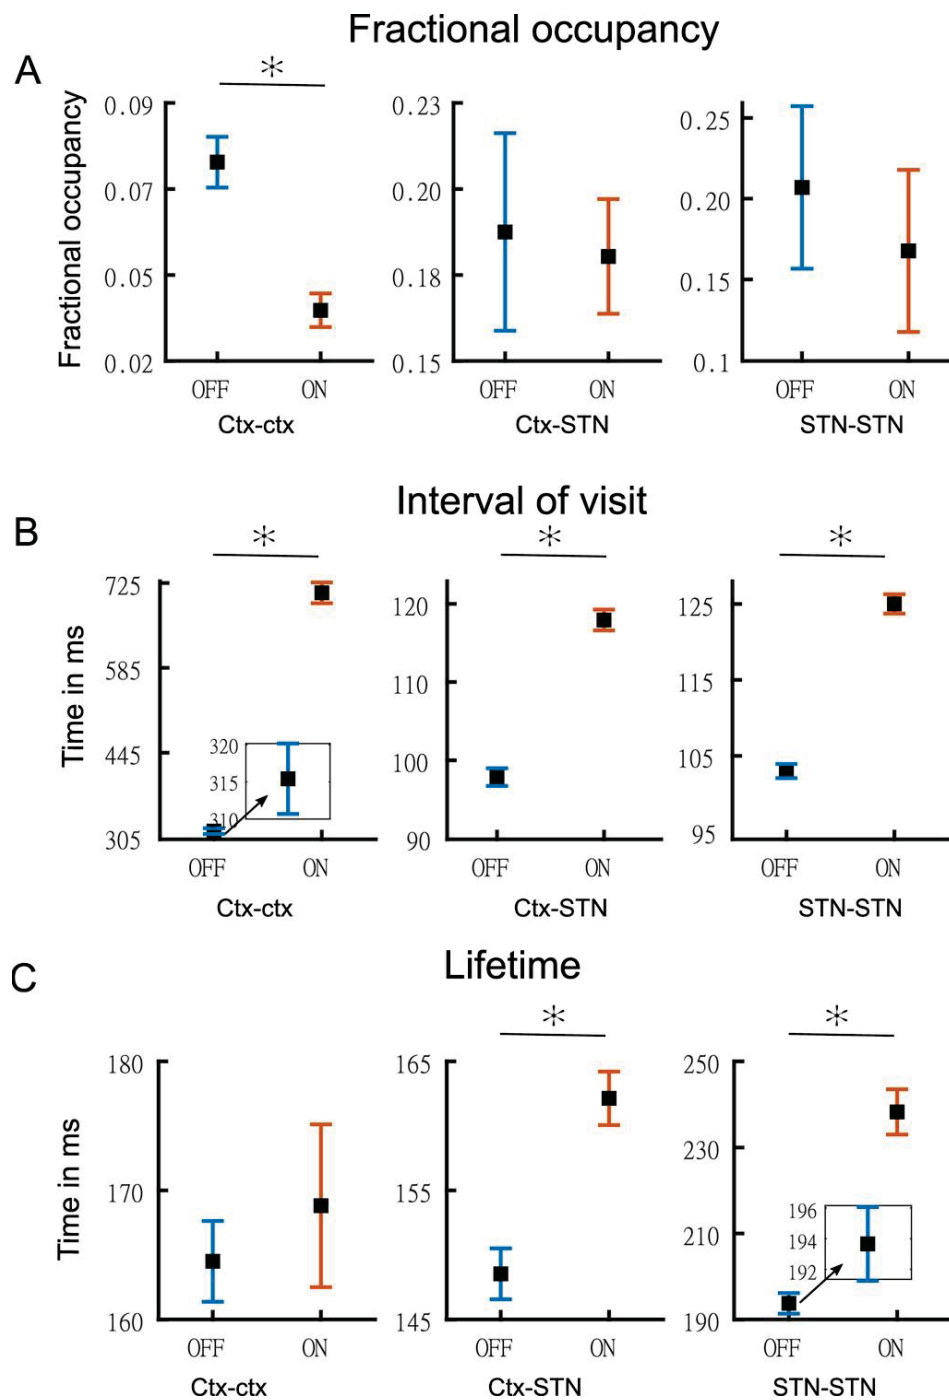 Fractional occupancy
A
*
Fractional occupancy
0.09
0.07
0.05
0.02
OFF ON
Ctx-ctx
0.23
0.20
0.18
0.15
OFF ON
Ctx-STN
0.25
0.20
0.15
0.1
OFF ON
STN-STN
Interval of visit
B
*
*
*
Time in ms
725
585
445
305
320
315
310
OFF ON
Ctx-ctx
120
110
100
90
OFF ON
Ctx-STN
125
115
105
95
OFF ON
STN-STN
Lifetime
C
*
*
Time in ms
180
170
160
OFF ON
Ctx-ctx
165
155
145
OFF ON
Ctx-STN
250
230
210
190
196
194
192
OFF ON
STN-STN